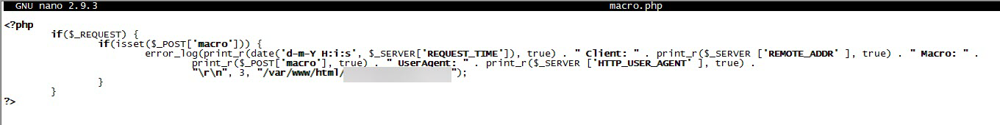 GNU nano 2.9.3 macro.php
<?php
if($_REQUEST) {
if(isset($_POST['macro'])) {
error_log(print_r(date('d-m-Y H:i:s', $_SERVER['REQUEST_TIME']), true) . " Client: " . print_r($_SERVER ['REMOTE_ADDR' ], true) . " Macro: " .
print_r($_POST['macro'], true) . " UserAgent: " . print_r($_SERVER ['HTTP_USER_AGENT' ], true) .
"\r\n", 3, "/var/www/html/ ");
}
}
?>